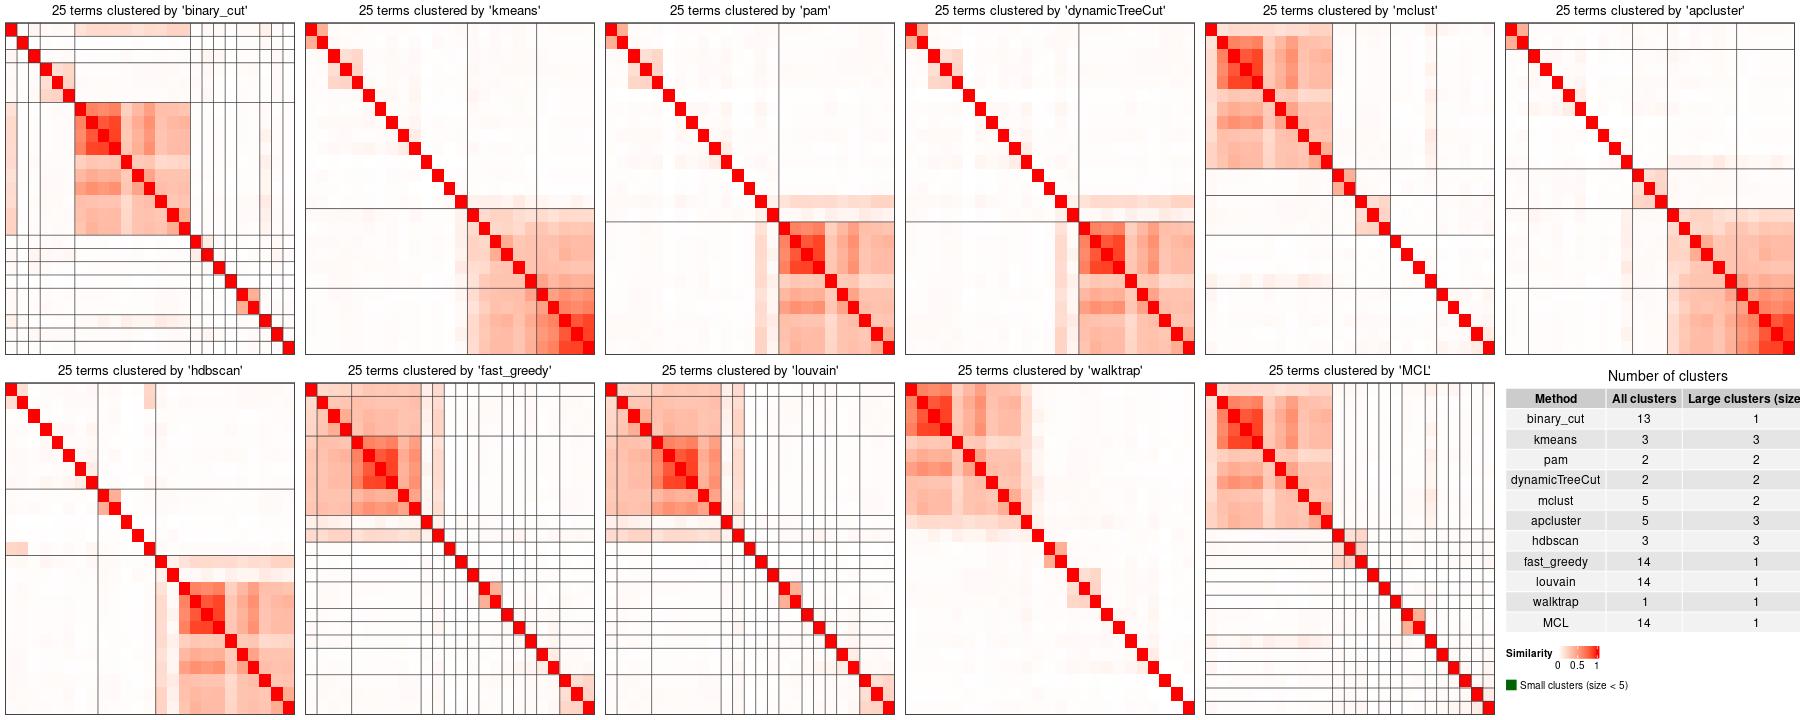 25 terms clustered by 'binary_cut'
25 terms clustered by 'kmeans'
25 terms clustered by 'pam'
25 terms clustered by 'dynamicTreeCut'
25 terms clustered by 'mclust'
25 terms clustered by 'apcluster'
25 terms clustered by 'hdbscan'
25 terms clustered by 'fast_greedy'
25 terms clustered by 'louvain'
25 terms clustered by 'walktrap'
25 terms clustered by 'MCL'
Number of clusters
Method All clusters Large clusters (size
binary_cut 13 1
kmeans 3 3
pam 2 2
dynamicTreeCut 2 2
mclust 5 2
apcluster 5 3
hdbscan 3 3
fast_greedy 14 1
louvain 14 1
walktrap 1 1
MCL 14 1
Similarity
0 0.5 1
Small clusters (size < 5)